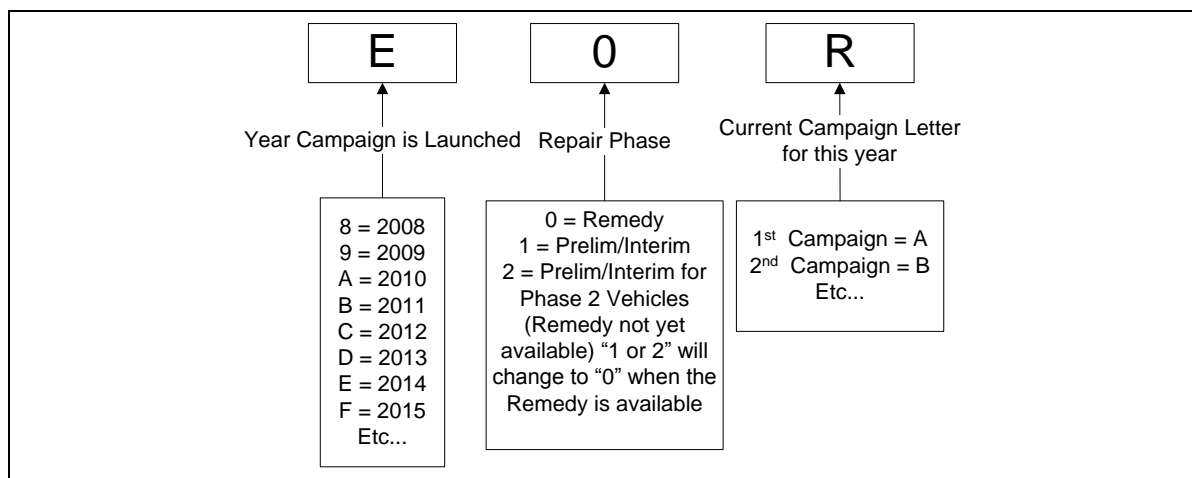 E
0
R
Year Campaign is Launched
Repair Phase
Current Campaign Letter
for this year
8 = 2008
9 = 2009
A = 2010
B = 2011
C = 2012
D = 2013
E = 2014
F = 2015
Etc...
0 = Remedy
1 = Prelim/Interim
2 = Prelim/Interim for
Phase 2 Vehicles
(Remedy not yet
available) “1 or 2” will
change to “0” when the
Remedy is available
1st Campaign = A
2nd Campaign = B
Etc...